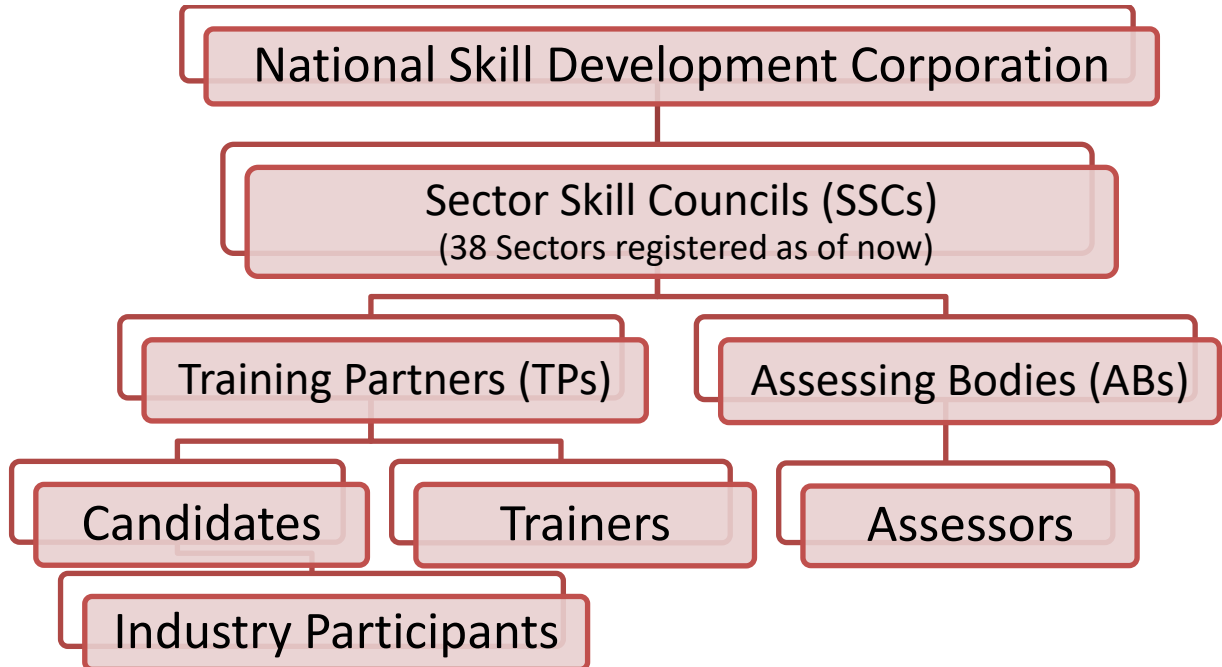 National Skill Development Corporation
Sector Skill Councils (SSCs)
(38 Sectors registered as of now)
Training Partners (TPs)
Assessing Bodies (ABs)
Candidates
Trainers
Assessors
Industry Participants